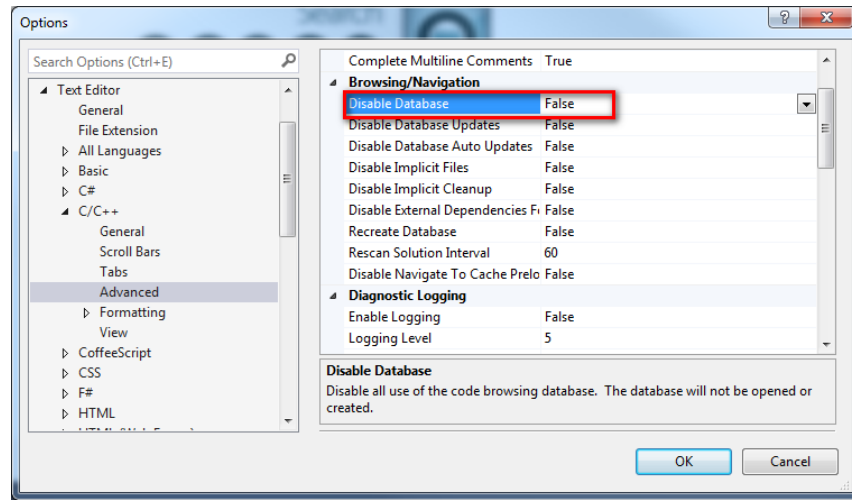 Search
Options
Search Options (Ctrl+E)
Text Editor
General
File Extension
All Languages
Basic
C#
C/C++
General
Scroll Bars
Tabs
Advanced
Formatting
View
CoffeeScript
CSS
F#
HTML
Complete Multiline Comments True
Browsing/Navigation
Disable Database False
Disable Database Updates False
Disable Database Auto Updates False
Disable Implicit Files False
Disable Implicit Cleanup False
Disable External Dependencies F False
Recreate Database False
Rescan Solution Interval 60
Disable Navigate To Cache Prelo False
Diagnostic Logging
Enable Logging False
Logging Level 5
Disable Database
Disable all use of the code browsing database. The database will not be opened or
created.
OK Cancel